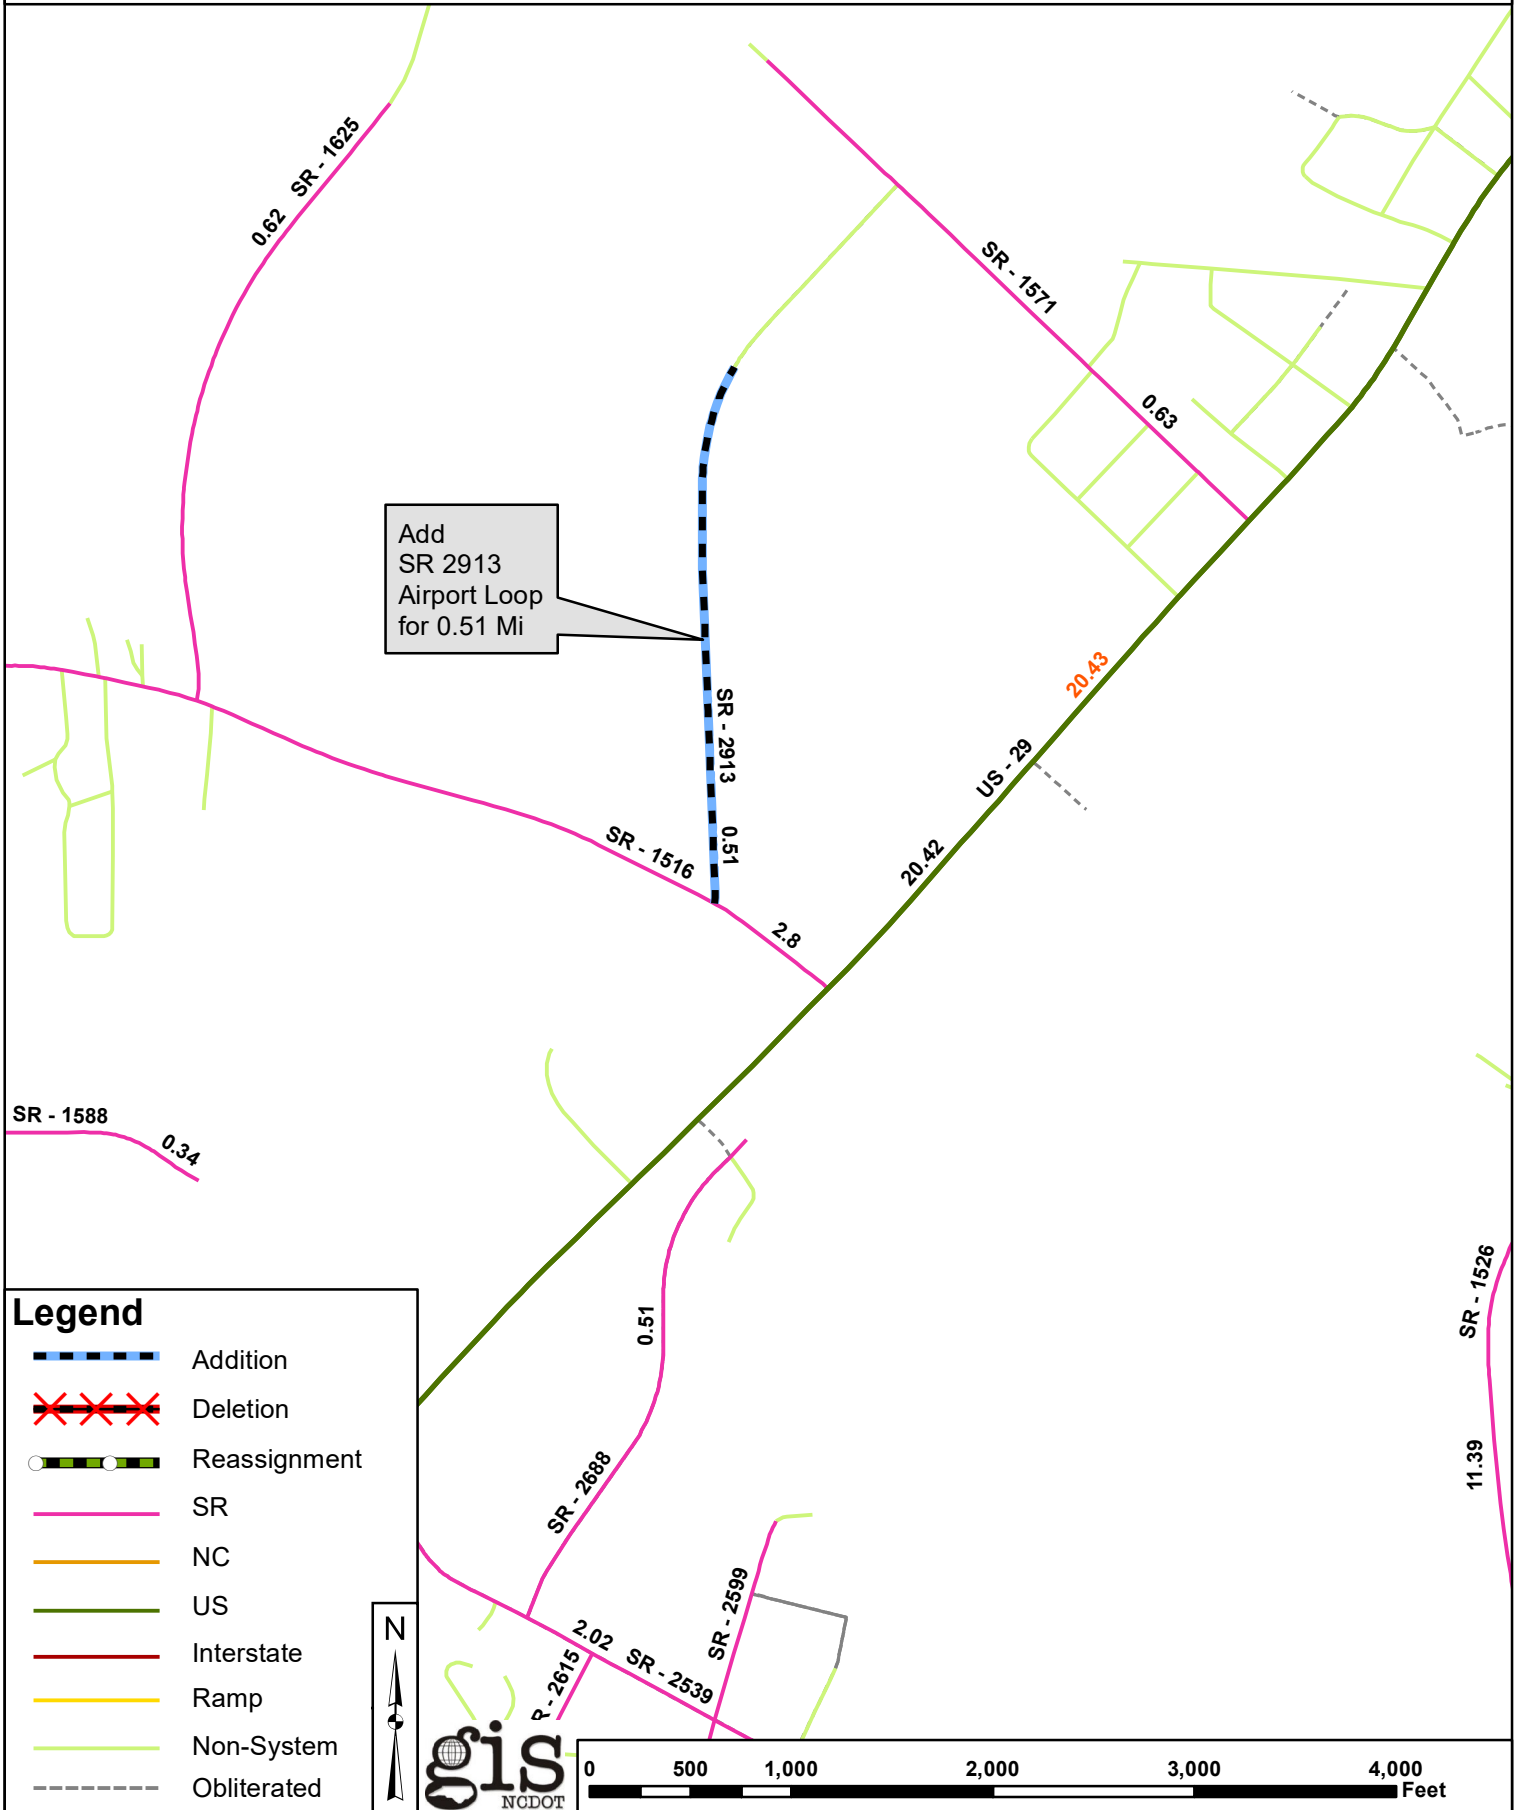 SR - 1625
0.62
SR - 1571
0.63
Add
SR 2913
Airport Loop
for 0.51 Mi
SR - 2913
0.51
20.43
US - 29
20.42
SR - 1516
2.8
SR - 1588
0.34
0.51
SR - 2688
SR - 1526
11.39
SR - 2599
2.02
SR - 2539
R - 2615
Legend
Addition
Deletion
Reassignment
SR
NC
US
Interstate
Ramp
Non-System
Obliterated
N
gis
NCDOT
0 500 1,000 2,000 3,000 4,000
Feet